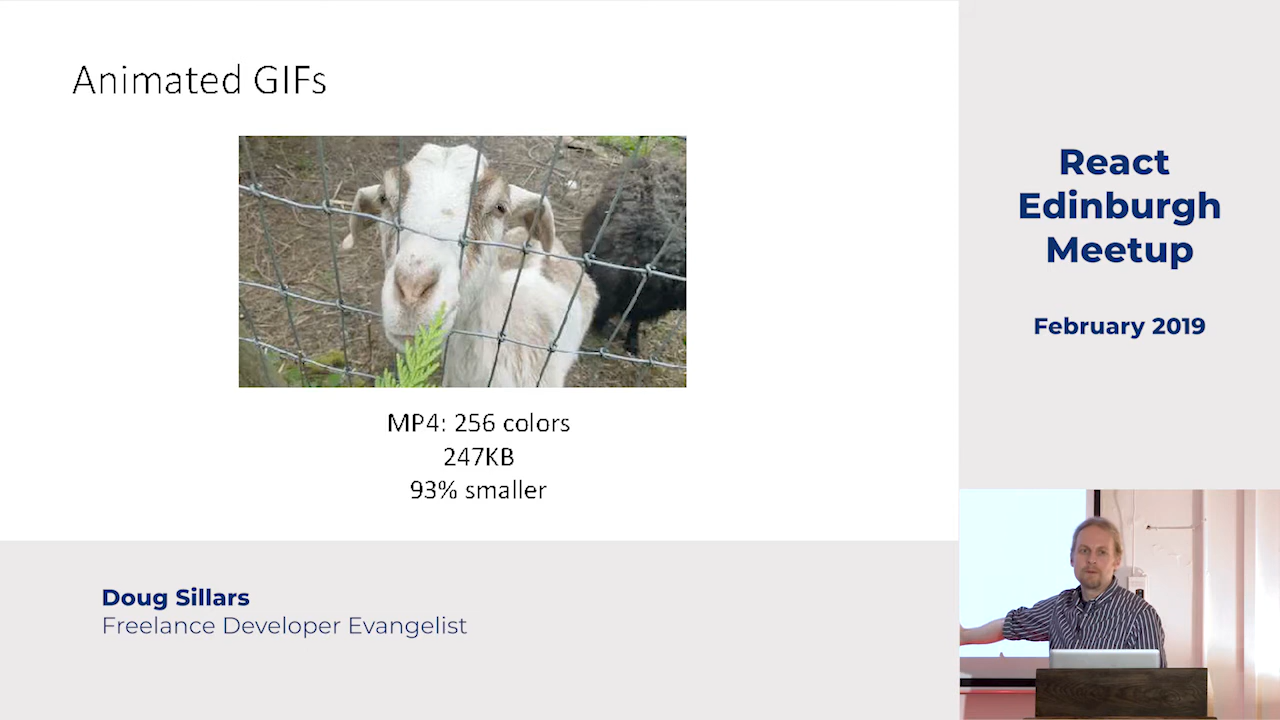 Animated GIFs
MP4: 256 colors
247KB
93% smaller
React
Edinburgh
Meetup
February 2019
Doug Sillars
Freelance Developer Evangelist